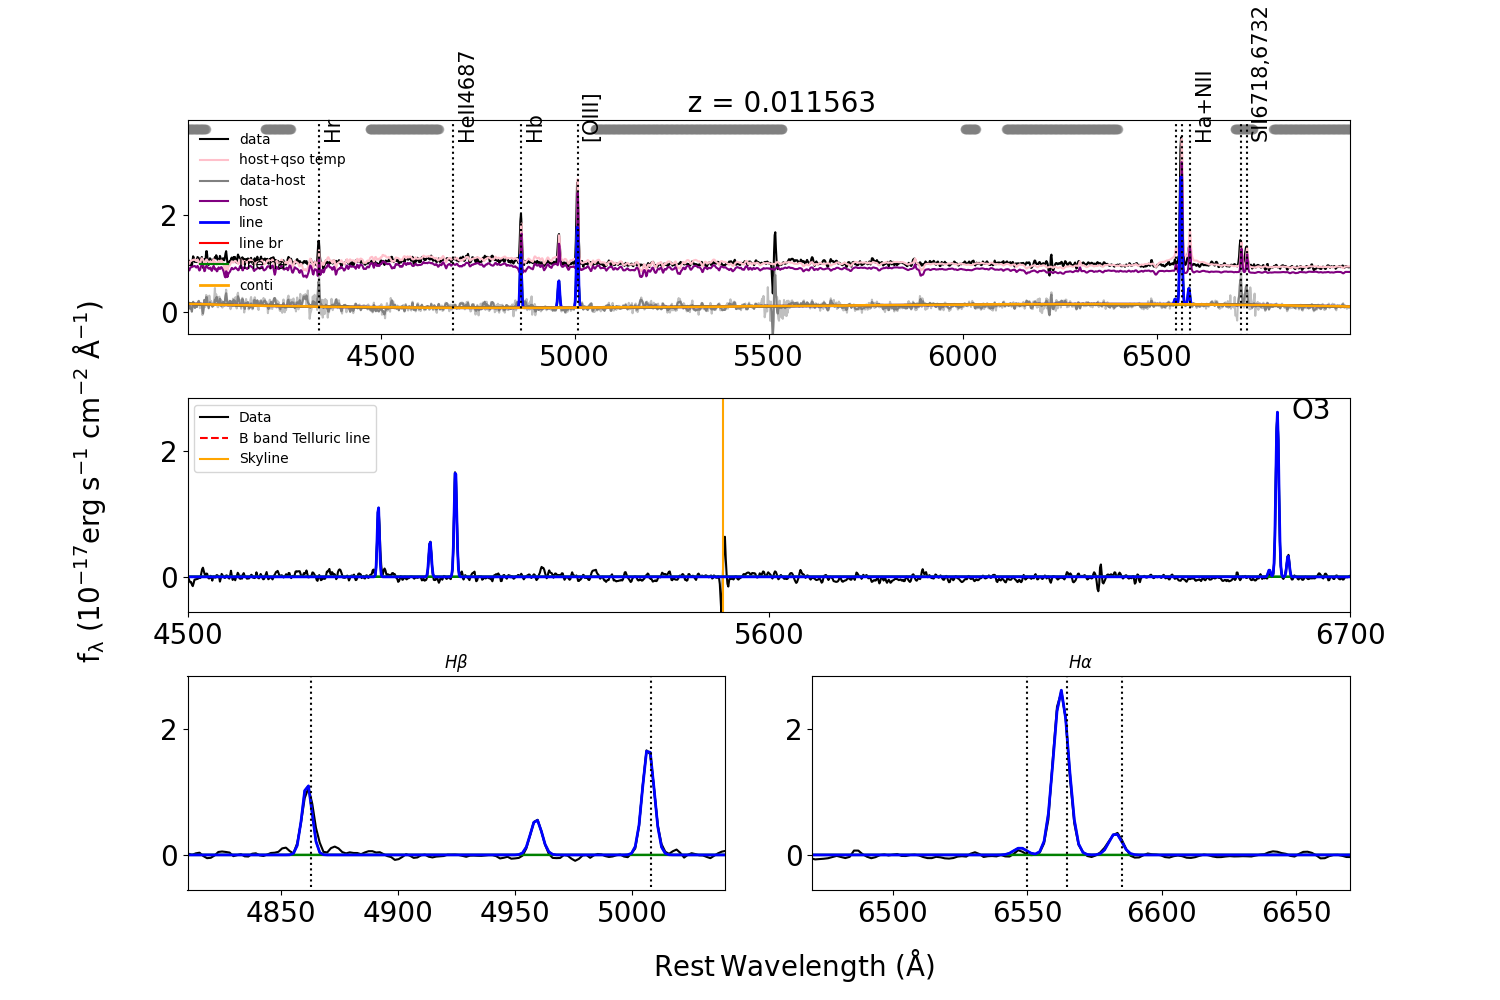 z = 0.011563
Hr
HeII4687
Hb
[OIII]
Ha+NII
SII6718,6732
data
host+qso temp
data-host
host
line
line br
conti
2
0
4500
5000
5500
6000
6500
fλ (10−17erg s−1 cm−2 Å−1)
Data
B band Telluric line
Skyline
O3
2
0
4500
5600
6700
Hβ
2
0
4850
4900
4950
5000
Hα
2
0
6500
6550
6600
6650
Rest Wavelength (Å)